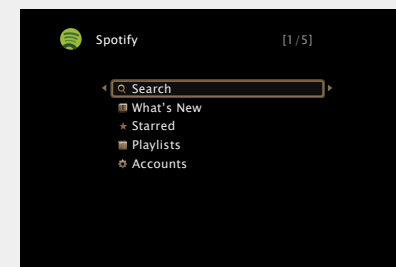 Spotify [1/5]
Search
What's New
Starred
Playlists
Accounts